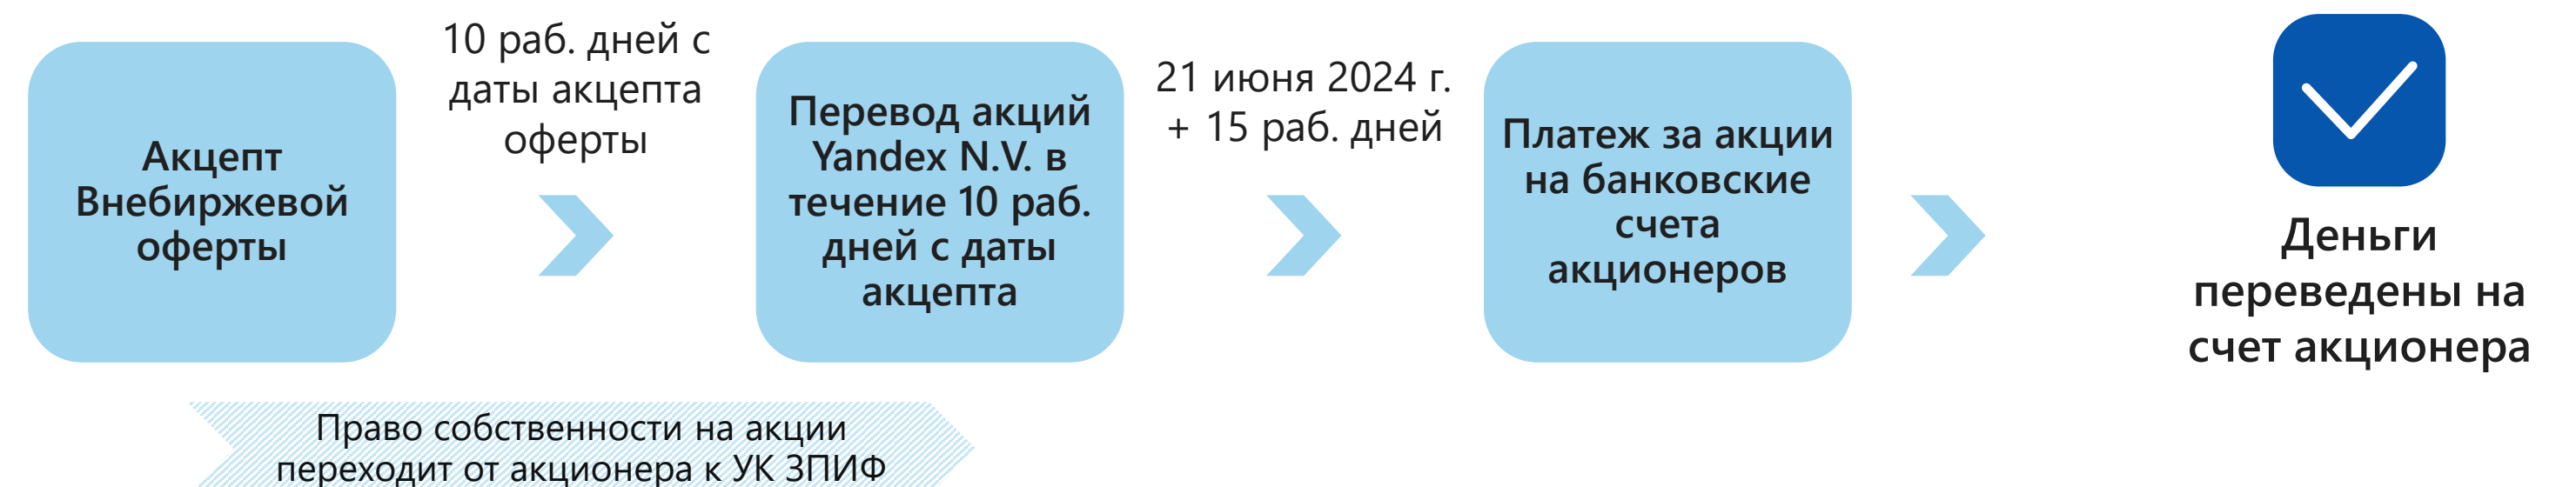 Акцепт
Внебиржевой
оферты
10 раб. дней с
даты акцепта
оферты
Перевод акций
Yandex N.V. в
течение 10 раб.
дней с даты
акцепта
21 июня 2024 г.
+ 15 раб. дней
Платеж за акции
на банковские
счета
акционеров
Деньги
переведены на
счет акционера
Право собственности на акции
переходит от акционера к УК ЗПИФ